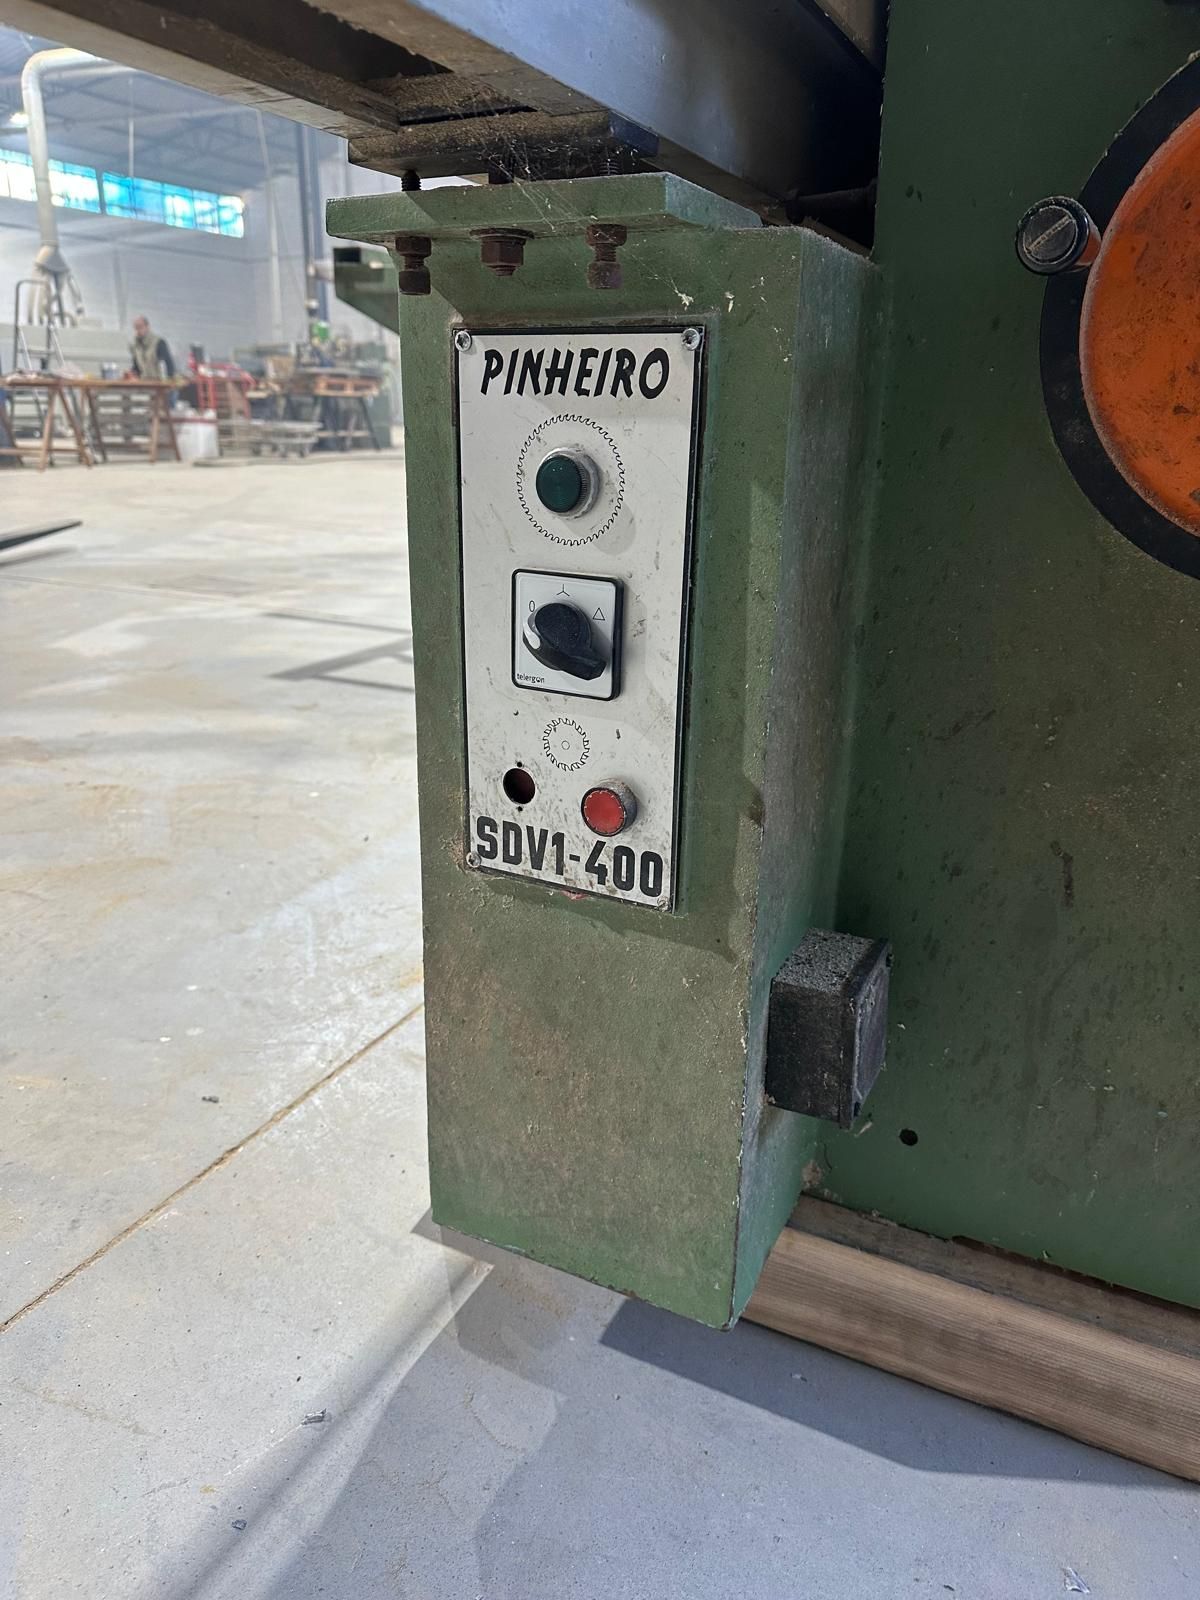 PINHEIRO
0
telergon
SDV1-400